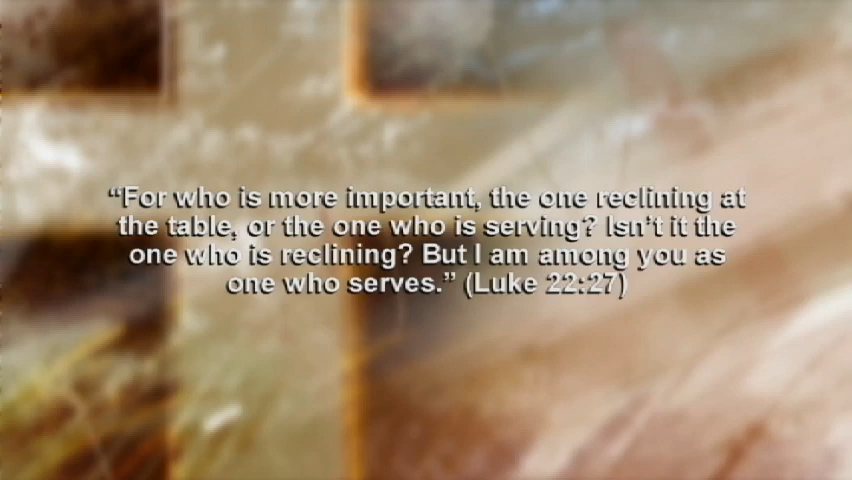 “For who is more important, the one reclining at
the table, or the one who is serving? Isn’t it the
one who is reclining? But I am among you as
one who serves.” (Luke 22:27)